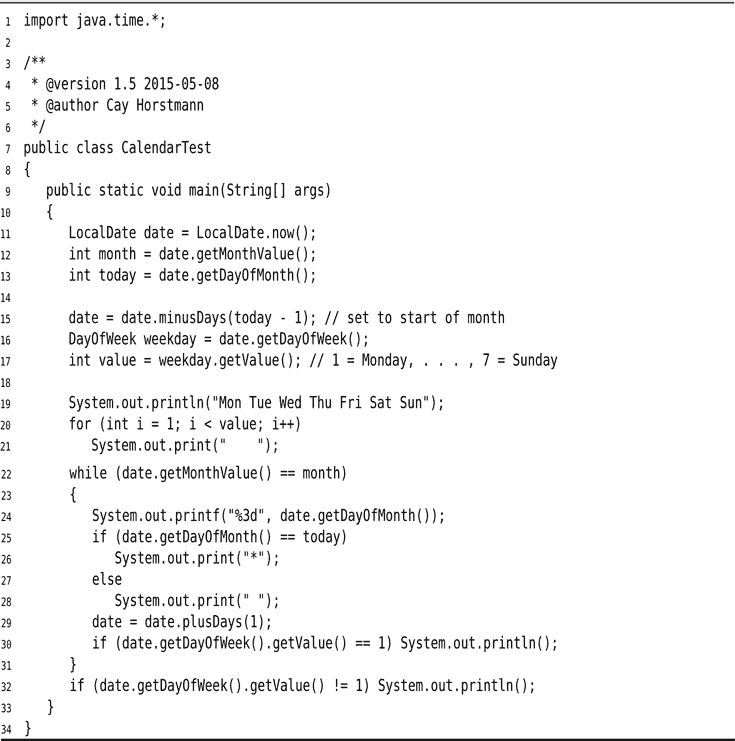 1 import java.time.*;
2
3 /**
4  * @version 1.5 2015-05-08
5  * @author Cay Horstmann
6  */
7 public class CalendarTest
8 {
9    public static void main(String[] args)
10    {
11       LocalDate date = LocalDate.now();
12       int month = date.getMonthValue();
13       int today = date.getDayOfMonth();
14
15       date = date.minusDays(today - 1); // set to start of month
16       DayOfWeek weekday = date.getDayOfWeek();
17       int value = weekday.getValue(); // 1 = Monday, . . . , 7 = Sunday
18
19       System.out.println("Mon Tue Wed Thu Fri Sat Sun");
20       for (int i = 1; i < value; i++)
21          System.out.print("    ");
22       while (date.getMonthValue() == month)
23       {
24          System.out.printf("%3d", date.getDayOfMonth());
25          if (date.getDayOfMonth() == today)
26             System.out.print("*");
27          else
28             System.out.print(" ");
29          date = date.plusDays(1);
30          if (date.getDayOfWeek().getValue() == 1) System.out.println();
31       }
32       if (date.getDayOfWeek().getValue() != 1) System.out.println();
33    }
34 }